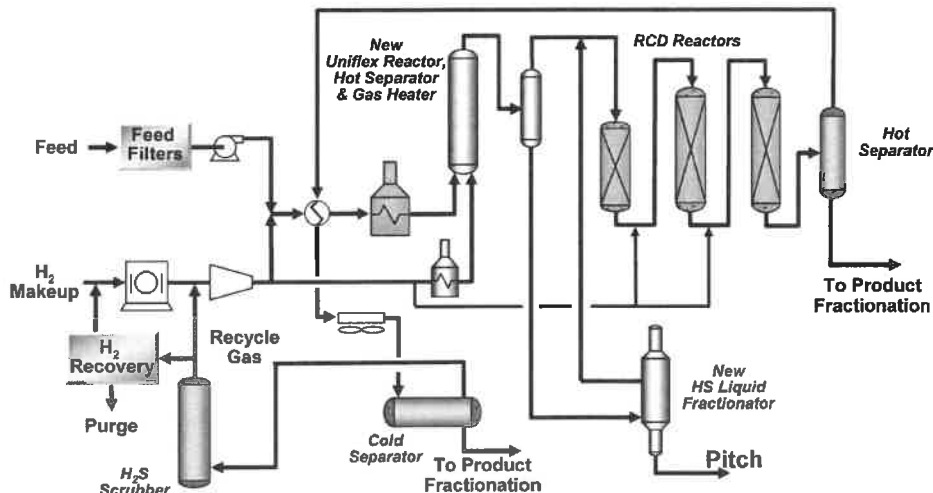 New
Uniflex Reactor,
Hot Separator
& Gas Heater
RCD Reactors
Feed
Feed
Filters
Hot
Separator
H2
Makeup
To Product
Fractionation
Recycle
Gas
H2
Recovery
Purge
New
HS Liquid
Fractionator
Cold
Separator
To Product
Fractionation
Pitch
H2S
Scrubber